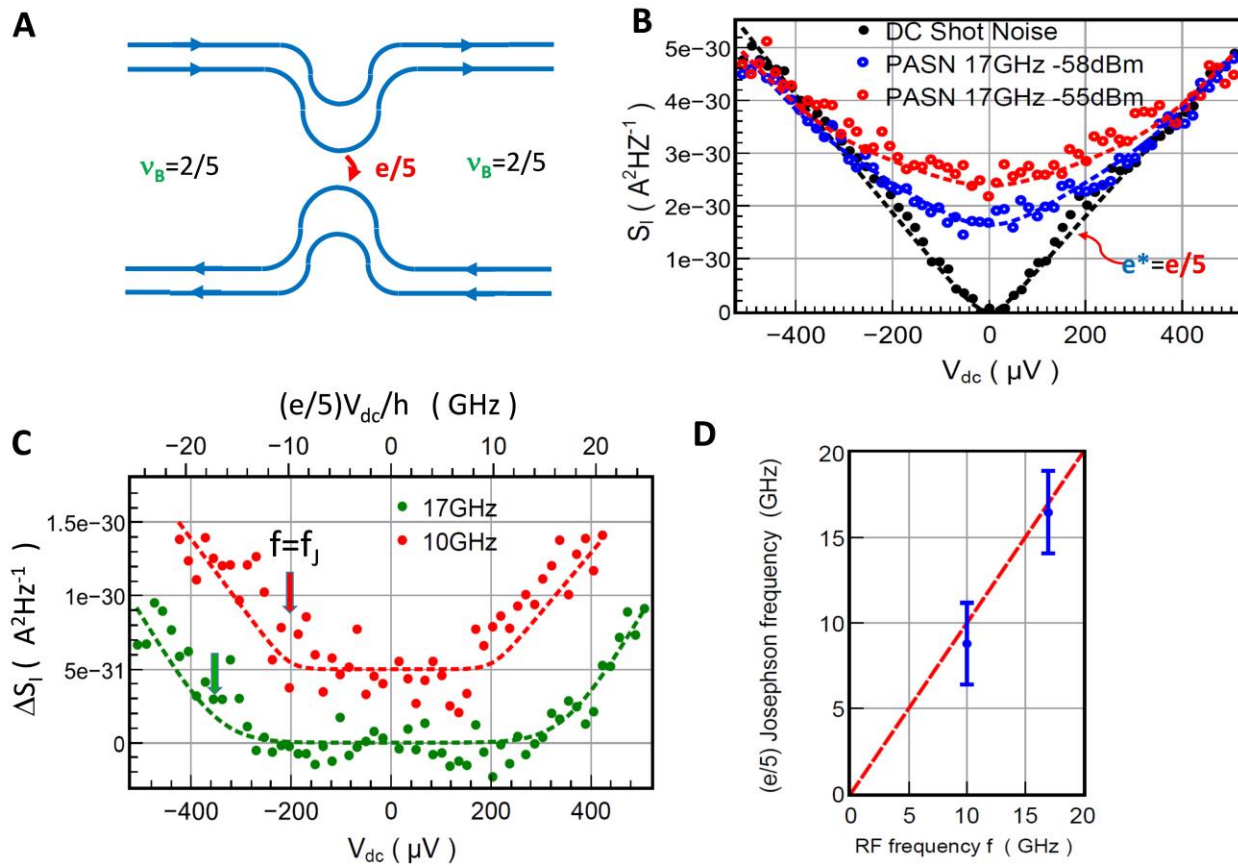 A
ν_B=2/5
e/5
ν_B=2/5
B
DC Shot Noise
PASN 17GHz -58dBm
PASN 17GHz -55dBm
5e-30
4e-30
3e-30
2e-30
1e-30
0
S_I ( A²HZ⁻¹ )
e*=e/5
−400 −200 0 200 400
V_dc ( µV )
C
(e/5)V_dc/h ( GHz )
−20 −10 0 10 20
17GHz
10GHz
f=f_J
1.5e-30
1e-30
5e-31
0
ΔS_I ( A²Hz⁻¹ )
−400 −200 0 200 400
V_dc ( µV )
D
20
15
10
5
0
(e/5) Josephson frequency (GHz)
0 5 10 15 20
RF frequency f ( GHz )